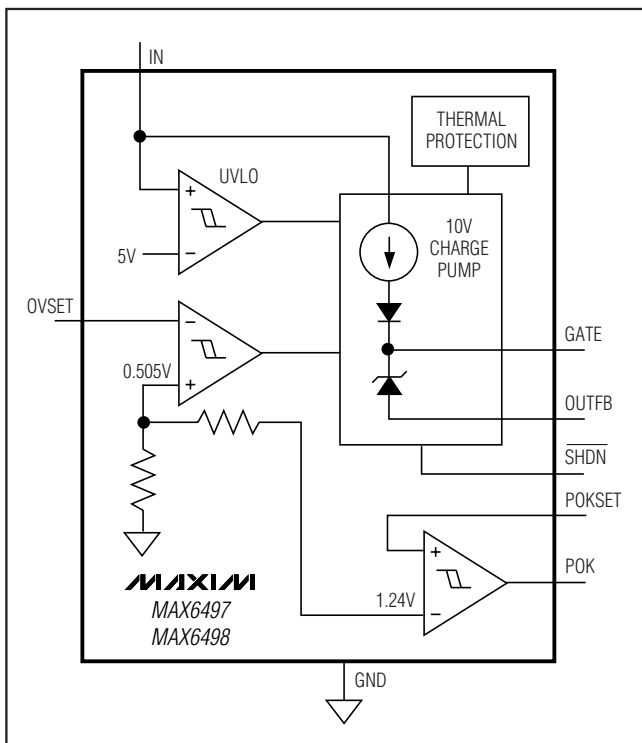 IN
THERMAL
PROTECTION
UVLO
+
−
5V
10V
CHARGE
PUMP
OVSET
−
+
0.505V
GATE
OUTFB
SHDN
POKSET
+
−
1.24V
POK
MAXIM
MAX6497
MAX6498
GND